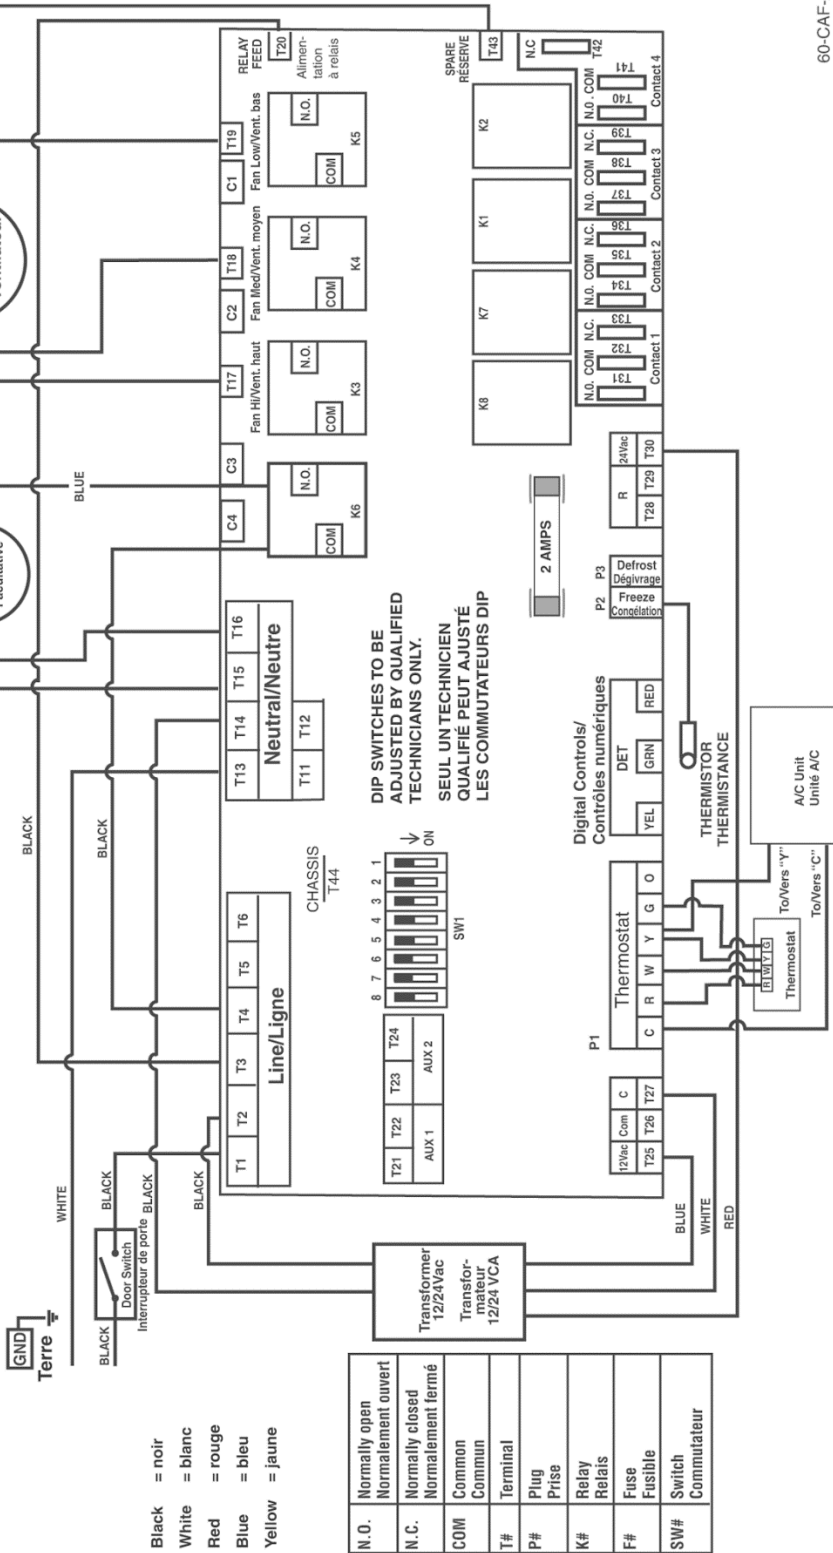 GND
Terre
BLACK
Door Switch
Interrupteur de porte
WHITE
BLACK
BLACK
BLACK
BLACK
BLACK
BLUE
Black = noir
White = blanc
Red = rouge
Blue = bleu
Yellow = jaune
N.O. Normally open
Normalement ouvert
N.C. Normally closed
Normalement fermé
COM Common
Commun
T# Terminal
P# Plug
Prise
K# Relay
Relais
F# Fuse
Fusible
SW# Switch
Commutateur
Transformer
12/24Vac
Transfor-
mateur
12/24 VCA
BLUE
WHITE
RED
T1 T2 T3 T4 T5 T6
Line/Ligne
CHASSIS
T44
T13 T14 T15 T16
Neutral/Neutre
T11 T12
C4 C3 T17 C2 T18 C1 T19
Fan Hi/Vent. haut
Fan Med/Vent. moyen
Fan Low/Vent. bas
RELAY
FEED
T20
Alimen-
tation
à relais
COM N.O.
K6
COM N.O.
K3
COM N.O.
K4
COM N.O.
K5
T21 T22 T23 T24
AUX 1 AUX 2
8 7 6 5 4 3 2 1
ON
SW1
DIP SWITCHES TO BE
ADJUSTED BY QUALIFIED
TECHNICIANS ONLY.
SEUL UN TECHNICIEN
QUALIFIÉ PEUT AJUSTÉ
LES COMMUTATEURS DIP
2 AMPS
K8
K7
K1
K2
SPARE
RÉSERVE
T43
N.C
T42
N.O. COM N.C.
T31 T32 T33
Contact 1
N.O. COM N.C.
T34 T35 T36
Contact 2
N.O. COM N.C.
T37 T38 T39
Contact 3
N.O. COM
T40 T41
Contact 4
12Vac Com C
T25 T26 T27
P1
Thermostat
C R W Y G O
Digital Controls/
Contrôles numériques
DET
YEL GRN RED
P2 P3
Freeze
Congélation
Defrost
Dégivrage
R 24Vac
T28 T29 T30
R W Y G
Thermostat
To/Vers “Y”
To/Vers “C”
THERMISTOR
THERMISTANCE
A/C Unit
Unité A/C
60-CAF-